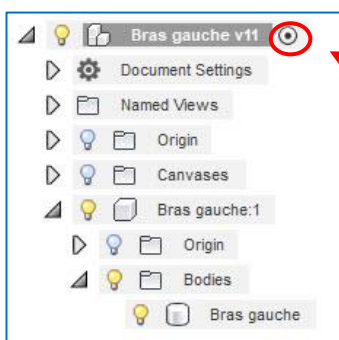 Bras gauche v11
Document Settings
Named Views
Origin
Canvases
Bras gauche:1
Origin
Bodies
Bras gauche